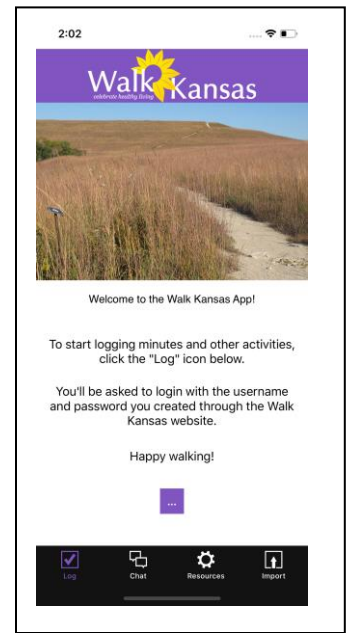 2:02
Walk Kansas
celebrate healthy living
Welcome to the Walk Kansas App!
To start logging minutes and other activities,
click the "Log" icon below.
You'll be asked to login with the username
and password you created through the Walk
Kansas website.
Happy walking!
...
Log Chat Resources Import